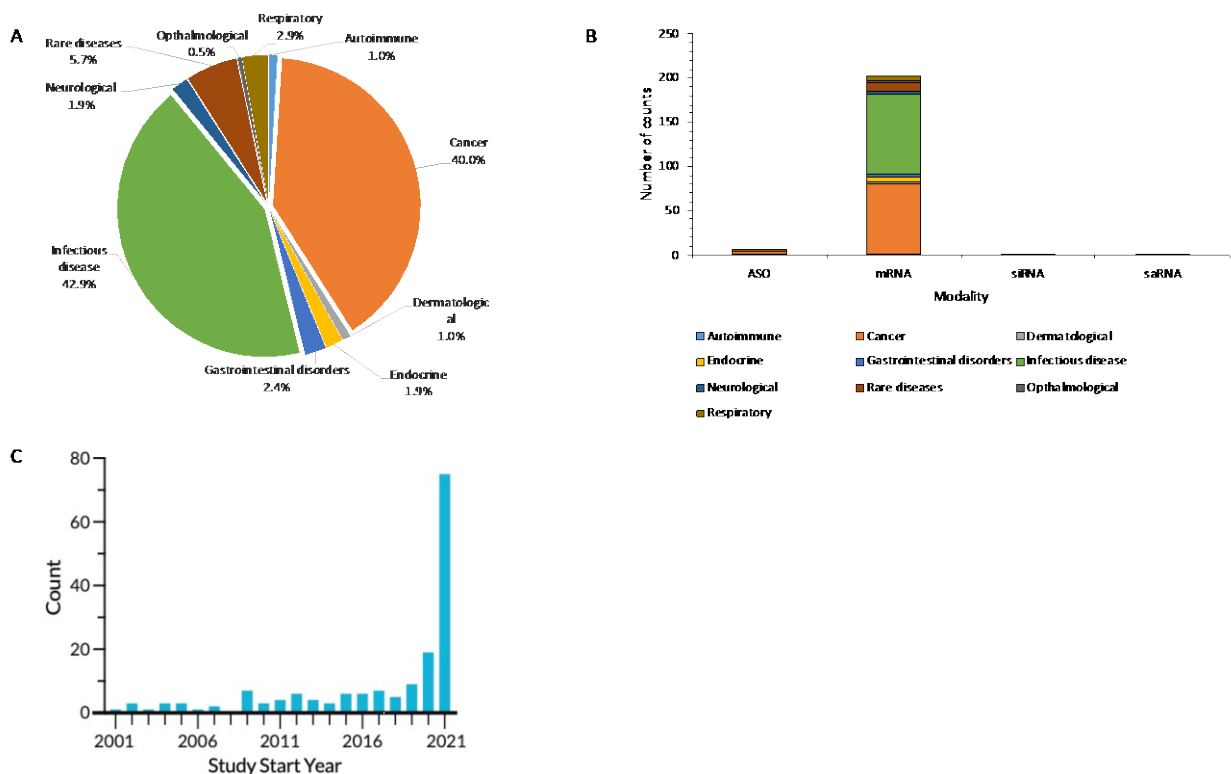 A
Respiratory
2.9%
Opthalmological
0.5%
Rare diseases
5.7%
Autoimmune
1.0%
Neurological
1.9%
Cancer
40.0%
Infectious
disease
42.9%
Dermatologic
al
1.0%
Gastrointestinal disorders
2.4%
Endocrine
1.9%
B
250
200
150
100
50
0
Number of counts
ASO mRNA siRNA saRNA
Modality
Autoimmune Cancer Dermatological
Endocrine Gastrointestinal disorders Infectious disease
Neurological Rare diseases Opthalmological
Respiratory
C
80
60
40
20
0
Count
2001 2006 2011 2016 2021
Study Start Year